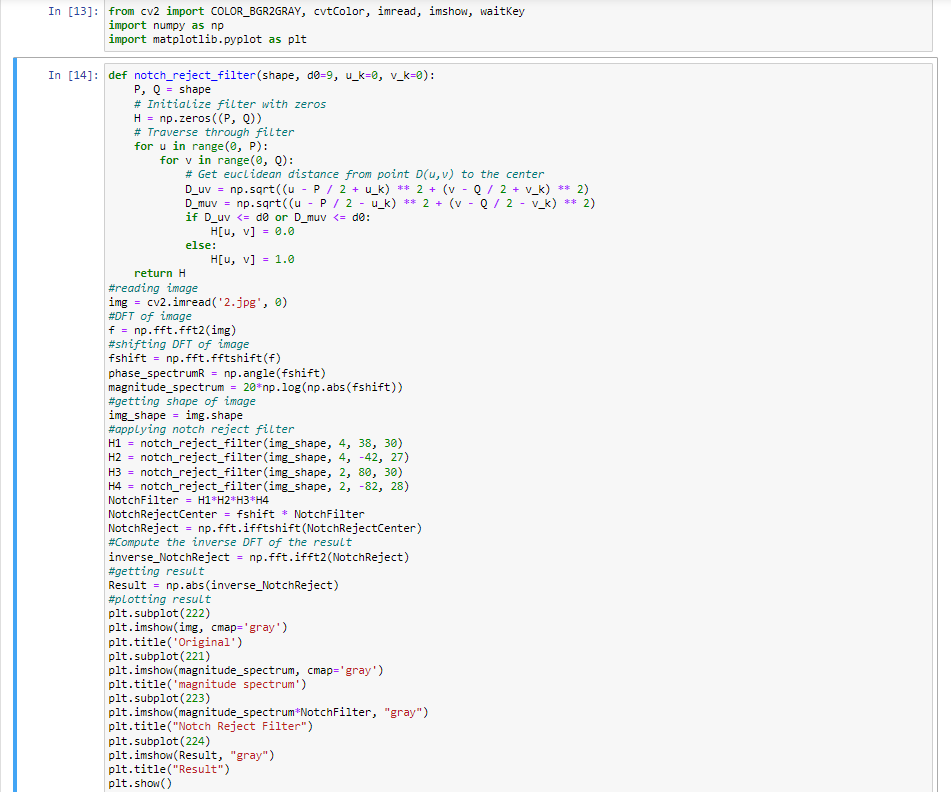 In [13]: from cv2 import COLOR_BGR2GRAY, cvtColor, imread, imshow, waitKey
import numpy as np
import matplotlib.pyplot as plt
In [14]: def notch_reject_filter(shape, d0=9, u_k=0, v_k=0):
    P, Q = shape
    # Initialize filter with zeros
    H = np.zeros((P, Q))
    # Traverse through filter
    for u in range(0, P):
        for v in range(0, Q):
            # Get euclidean distance from point D(u,v) to the center
            D_uv = np.sqrt((u - P / 2 + u_k) ** 2 + (v - Q / 2 + v_k) ** 2)
            D_muv = np.sqrt((u - P / 2 - u_k) ** 2 + (v - Q / 2 - v_k) ** 2)
            if D_uv <= d0 or D_muv <= d0:
                H[u, v] = 0.0
            else:
                H[u, v] = 1.0
    return H
#reading image
img = cv2.imread('2.jpg', 0)
#DFT of image
f = np.fft.fft2(img)
#shifting DFT of image
fshift = np.fft.fftshift(f)
phase_spectrumR = np.angle(fshift)
magnitude_spectrum = 20*np.log(np.abs(fshift))
#getting shape of image
img_shape = img.shape
#applying notch reject filter
H1 = notch_reject_filter(img_shape, 4, 38, 30)
H2 = notch_reject_filter(img_shape, 4, -42, 27)
H3 = notch_reject_filter(img_shape, 2, 80, 30)
H4 = notch_reject_filter(img_shape, 2, -82, 28)
NotchFilter = H1*H2*H3*H4
NotchRejectCenter = fshift * NotchFilter
NotchReject = np.fft.ifftshift(NotchRejectCenter)
#Compute the inverse DFT of the result
inverse_NotchReject = np.fft.ifft2(NotchReject)
#getting result
Result = np.abs(inverse_NotchReject)
#plotting result
plt.subplot(222)
plt.imshow(img, cmap='gray')
plt.title('Original')
plt.subplot(221)
plt.imshow(magnitude_spectrum, cmap='gray')
plt.title('magnitude spectrum')
plt.subplot(223)
plt.imshow(magnitude_spectrum*NotchFilter, "gray")
plt.title("Notch Reject Filter")
plt.subplot(224)
plt.imshow(Result, "gray")
plt.title("Result")
plt.show()